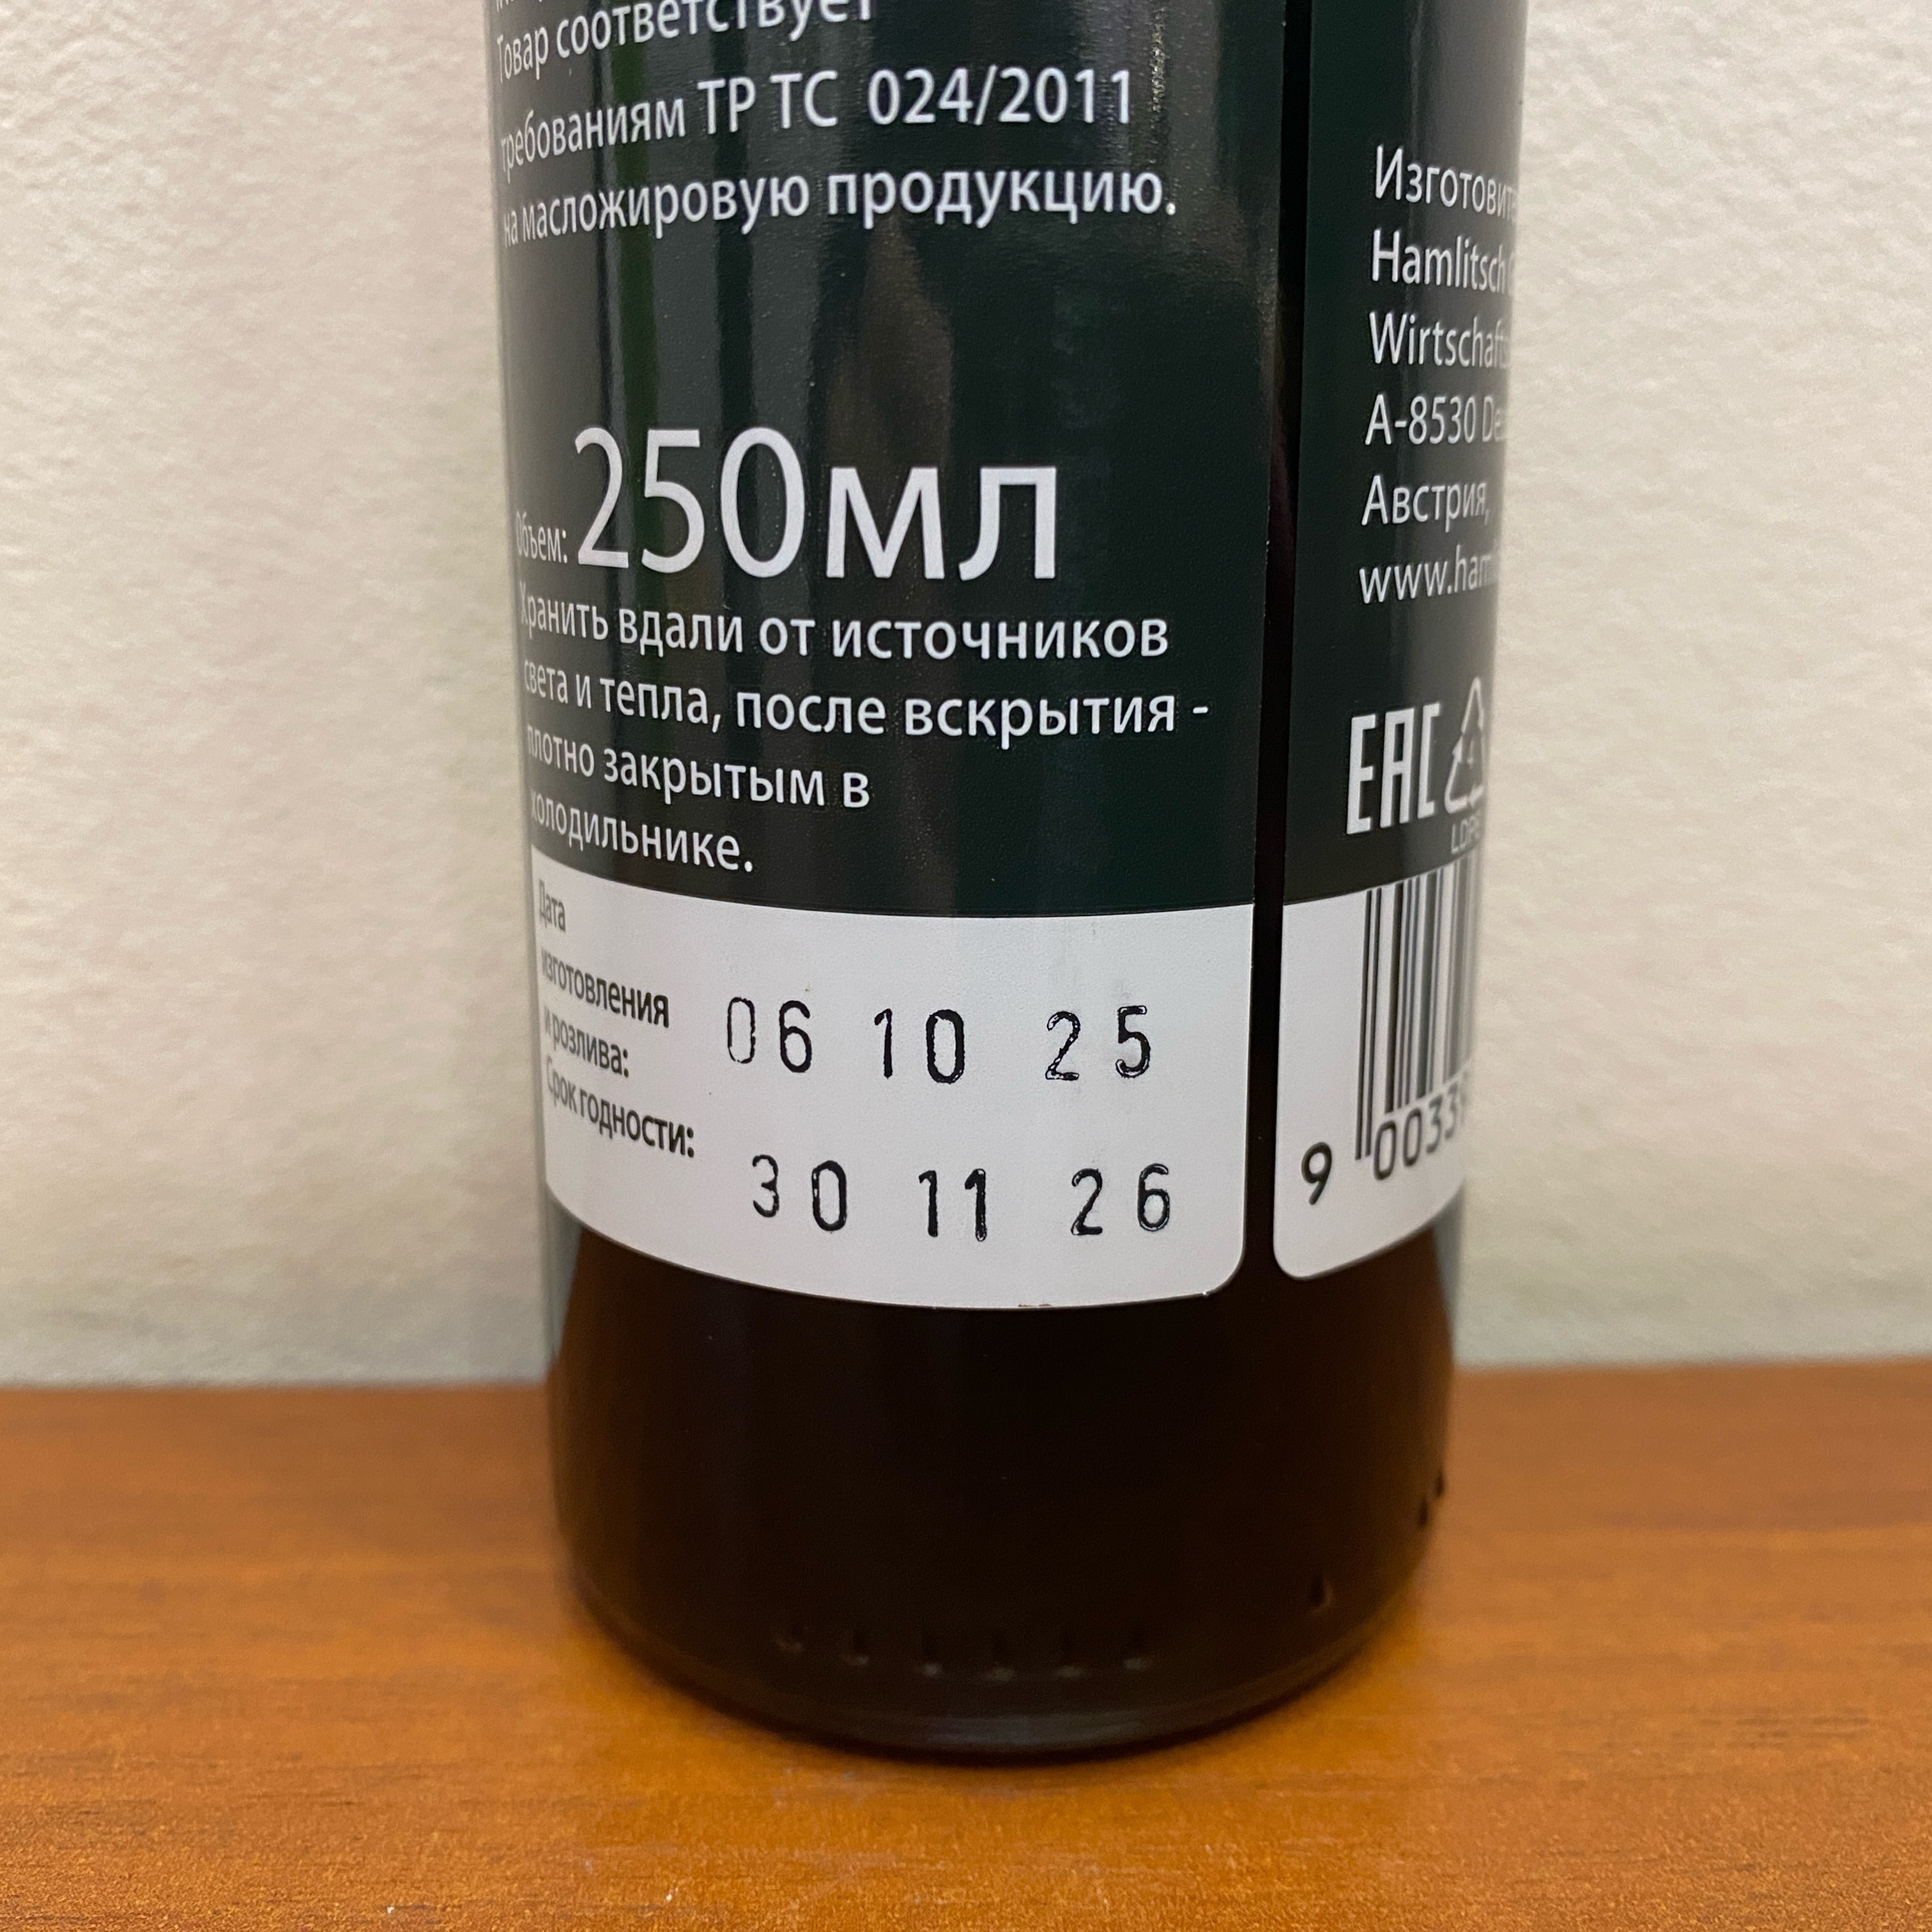 Товар соответствует
требованиям ТР ТС 024/2011
на масложировую продукцию.
Объем: 250мл
Хранить вдали от источников
света и тепла, после вскрытия -
плотно закрытым в
холодильнике.
Дата
изготовления
и розлива:
06 10 25
Срок годности:
30 11 26
Hamlitsch
A-8530
Австрия,
EAC
9